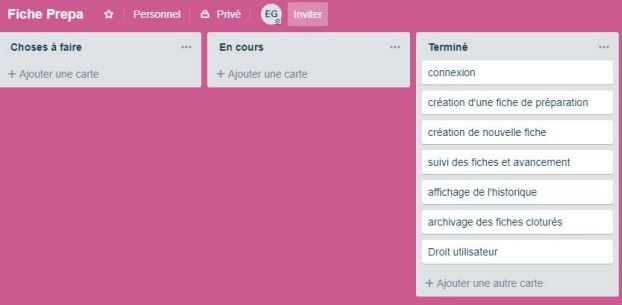 Fiche Prepa Personnel Privé EG Inviter
Choses à faire ... En cours ... Terminé ...
+ Ajouter une carte + Ajouter une carte connexion
création d'une fiche de préparation
création de nouvelle fiche
suivi des fiches et avancement
affichage de l'historique
archivage des fiches cloturés
Droit utilisateur
+ Ajouter une autre carte